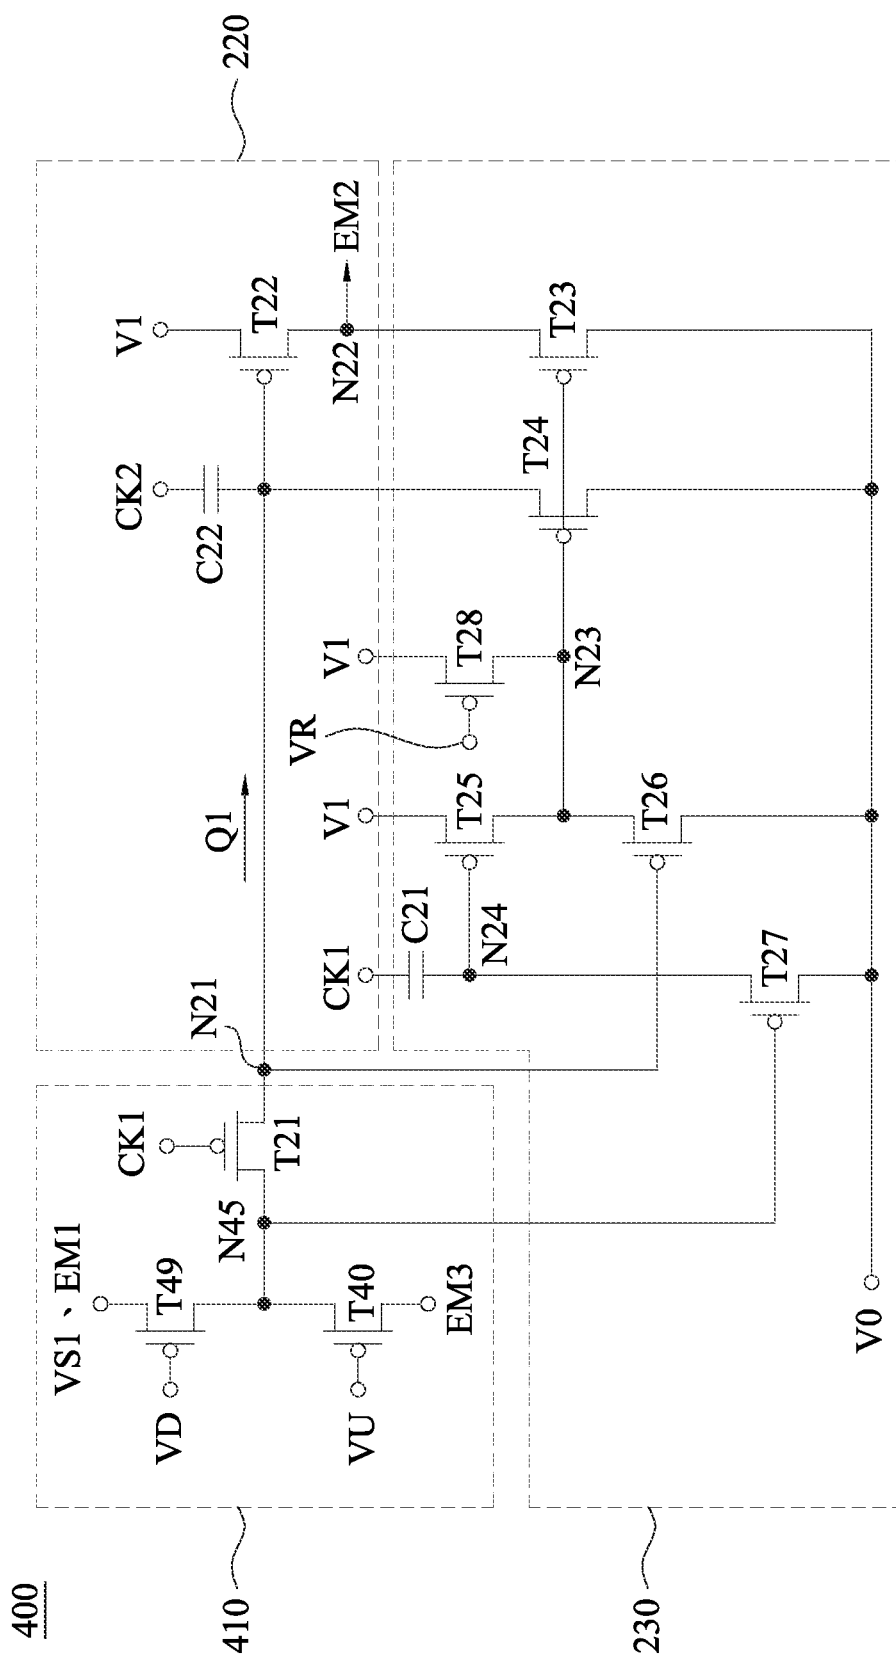 400
410
220
230
VS1、EM1
VD
T49
VU
T40
EM3
N45
CK1
T21
N21
Q1
CK2
C22
V1
T22
N22
EM2
CK1
C21
N24
V1
T25
VR
V1
T28
N23
T24
T23
T26
T27
V0